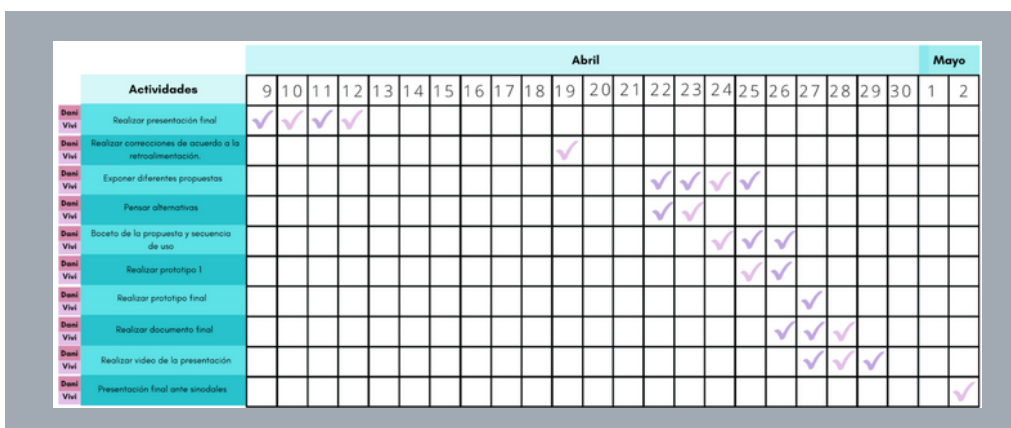 Abril Mayo
Actividades 9 10 11 12 13 14 15 16 17 18 19 20 21 22 23 24 25 26 27 28 29 30 1 2
Dani
Vivi
Realizar presentación final
Dani
Vivi
Realizar correcciones de acuerdo a la
retroalimentación.
Dani
Vivi
Exponer diferentes propuestas
Dani
Vivi
Pensar alternativas
Dani
Vivi
Boceto de la propuesta y secuencia
de uso
Dani
Vivi
Realizar prototipo 1
Dani
Vivi
Realizar prototipo final
Dani
Vivi
Realizar documento final
Dani
Vivi
Realizar video de la presentación
Dani
Vivi
Presentación final ante sinodales